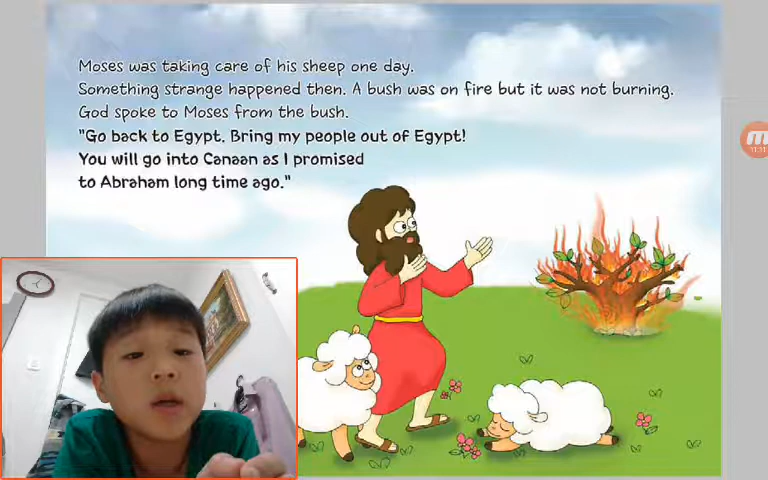 Moses was taking care of his sheep one day.
Something strange happened then. A bush was on fire but it was not burning.
God spoke to Moses from the bush.
"Go back to Egypt. Bring my people out of Egypt!
You will go into Canaan as I promised
to Abraham long time ago."